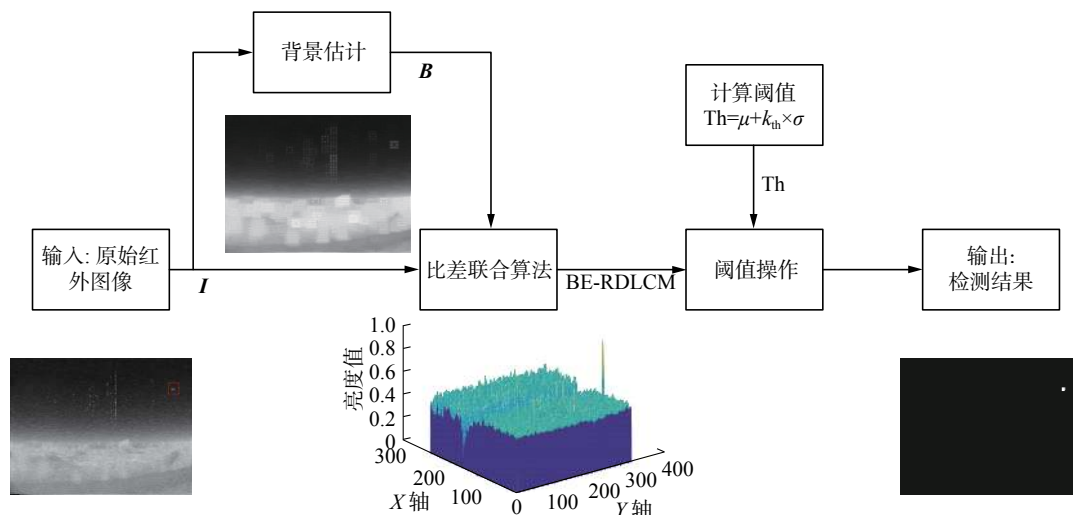 背景估计
B
计算阈值
Th=μ+k_th×σ
Th
输入: 原始红
外图像
I
比差联合算法
BE-RDLCM
阈值操作
输出:
检测结果
亮度值
1.0
0.8
0.6
0.4
0.2
0
300
200
100
X 轴
0
100
200
300
400
Y 轴